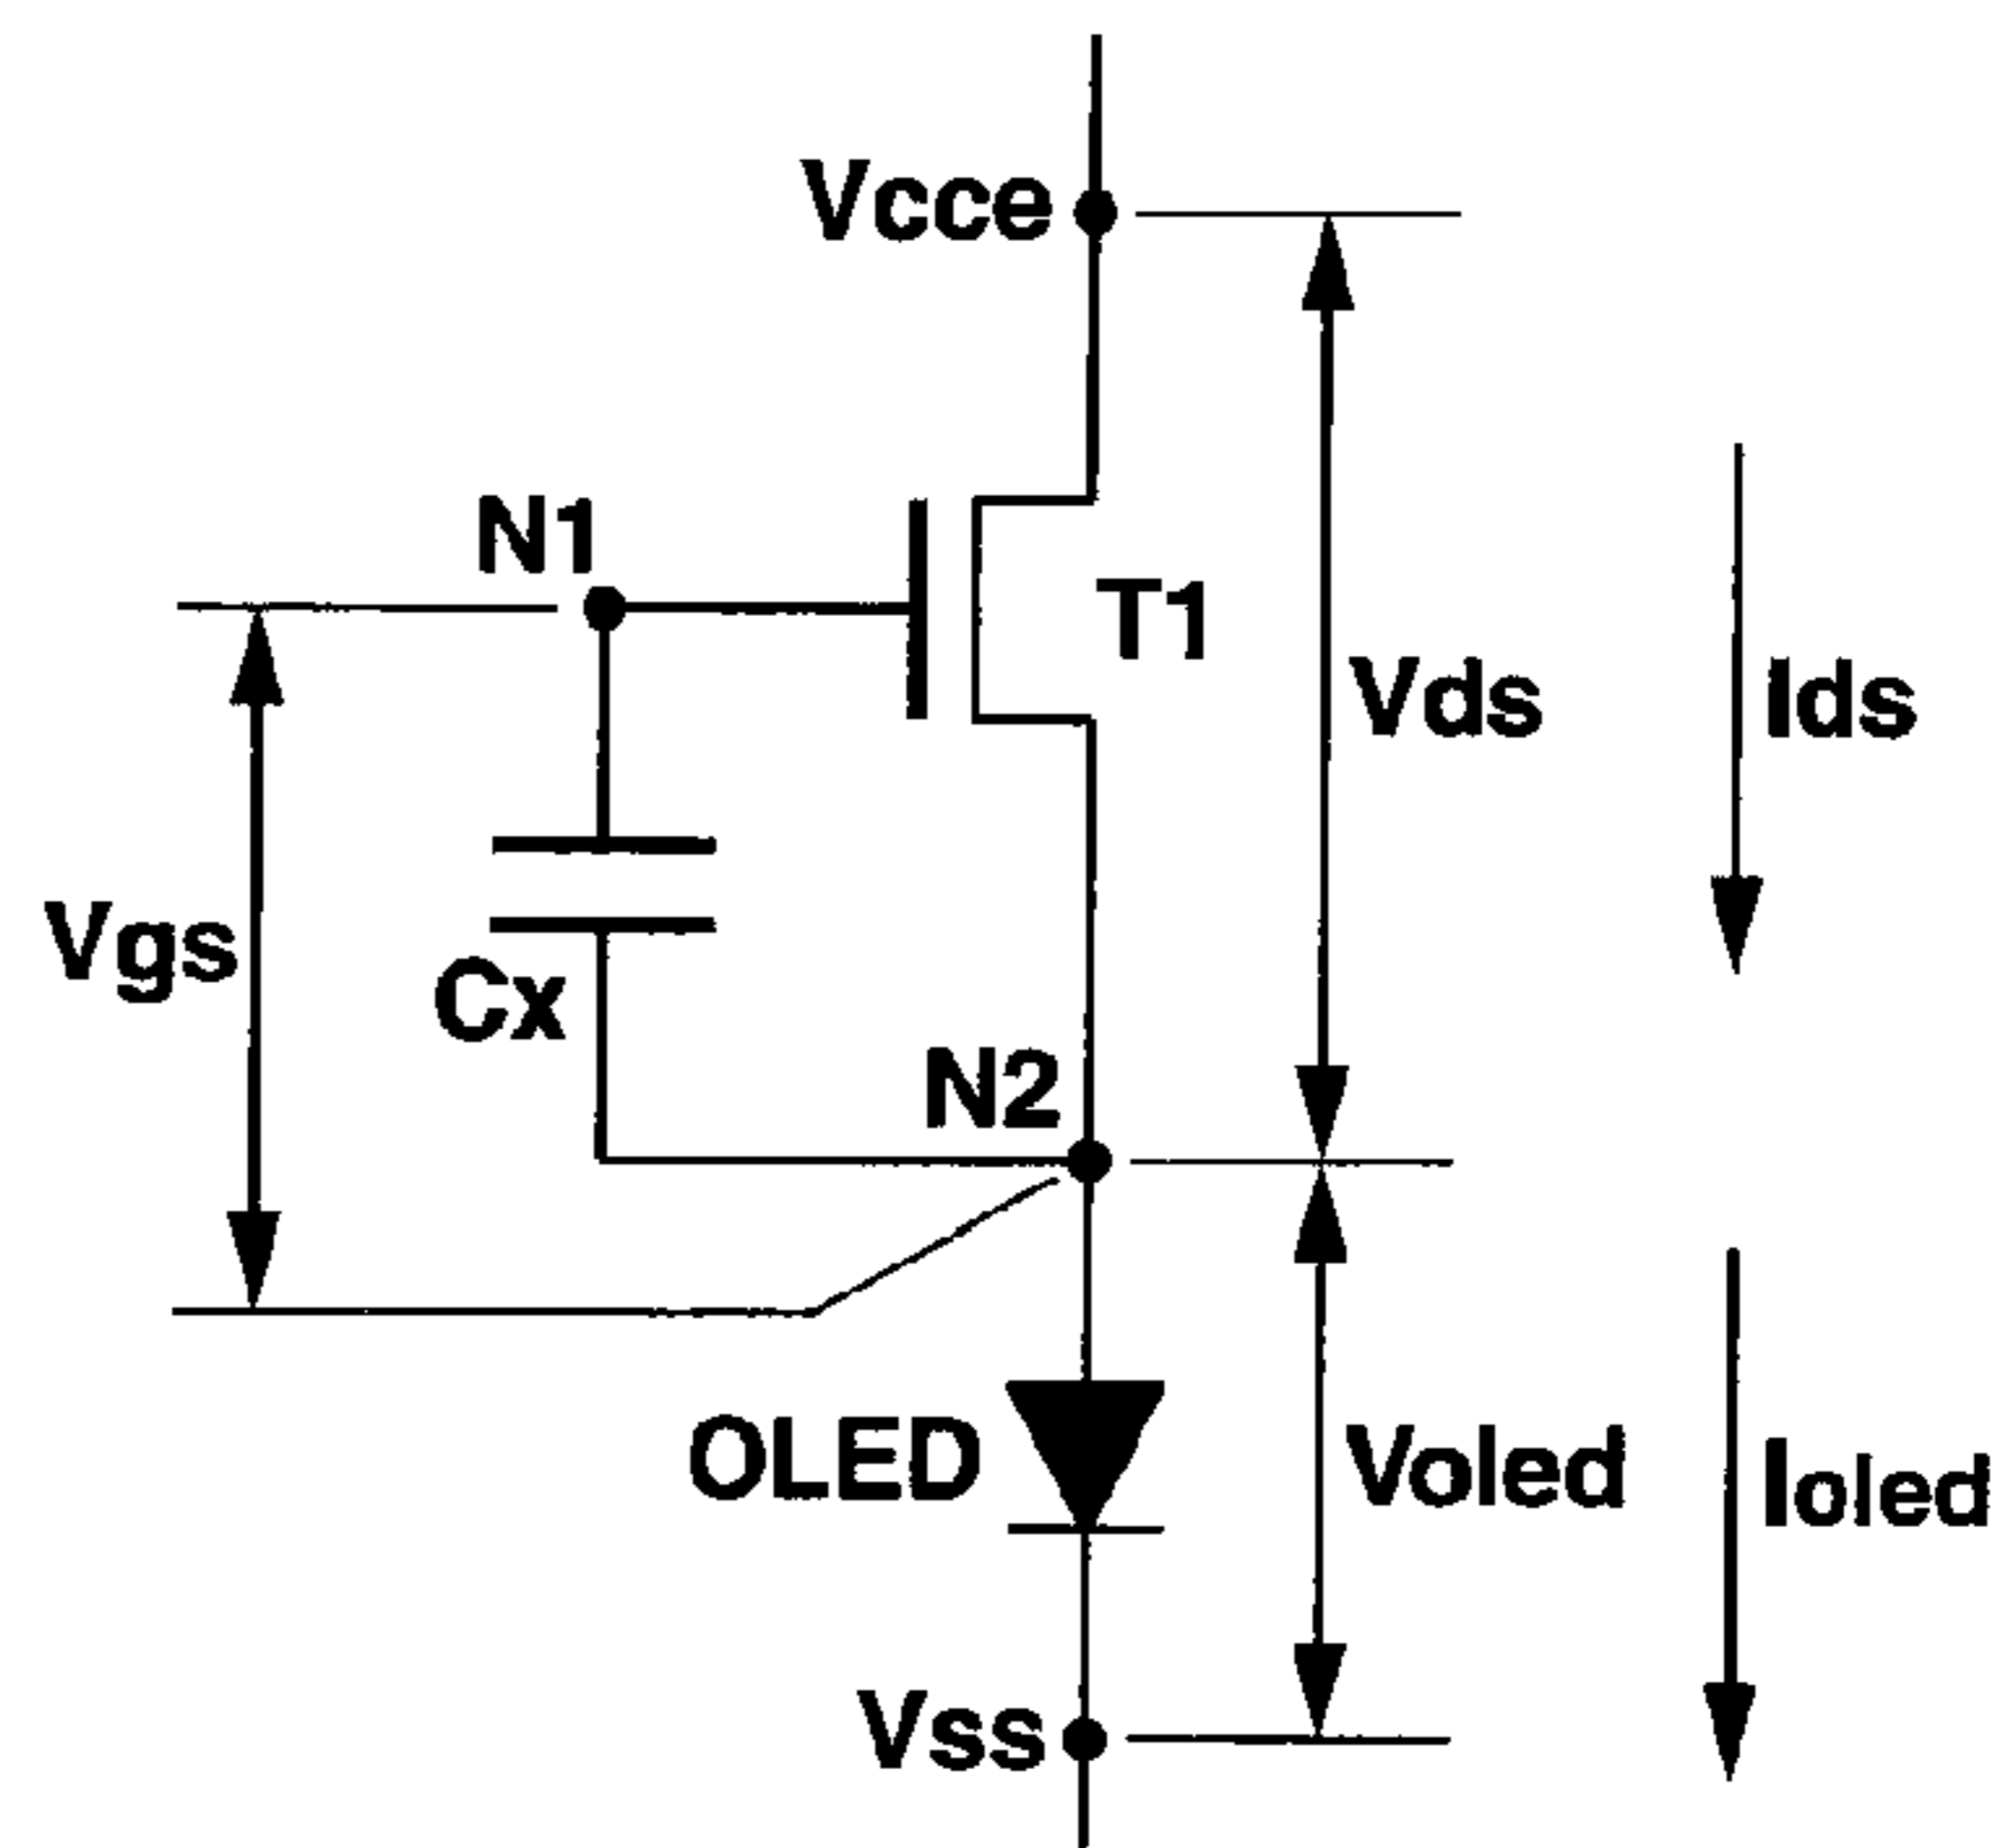 Vcce
N1
T1
Vds
Ids
Vgs
Cx
N2
OLED
Voled
Ioled
Vss